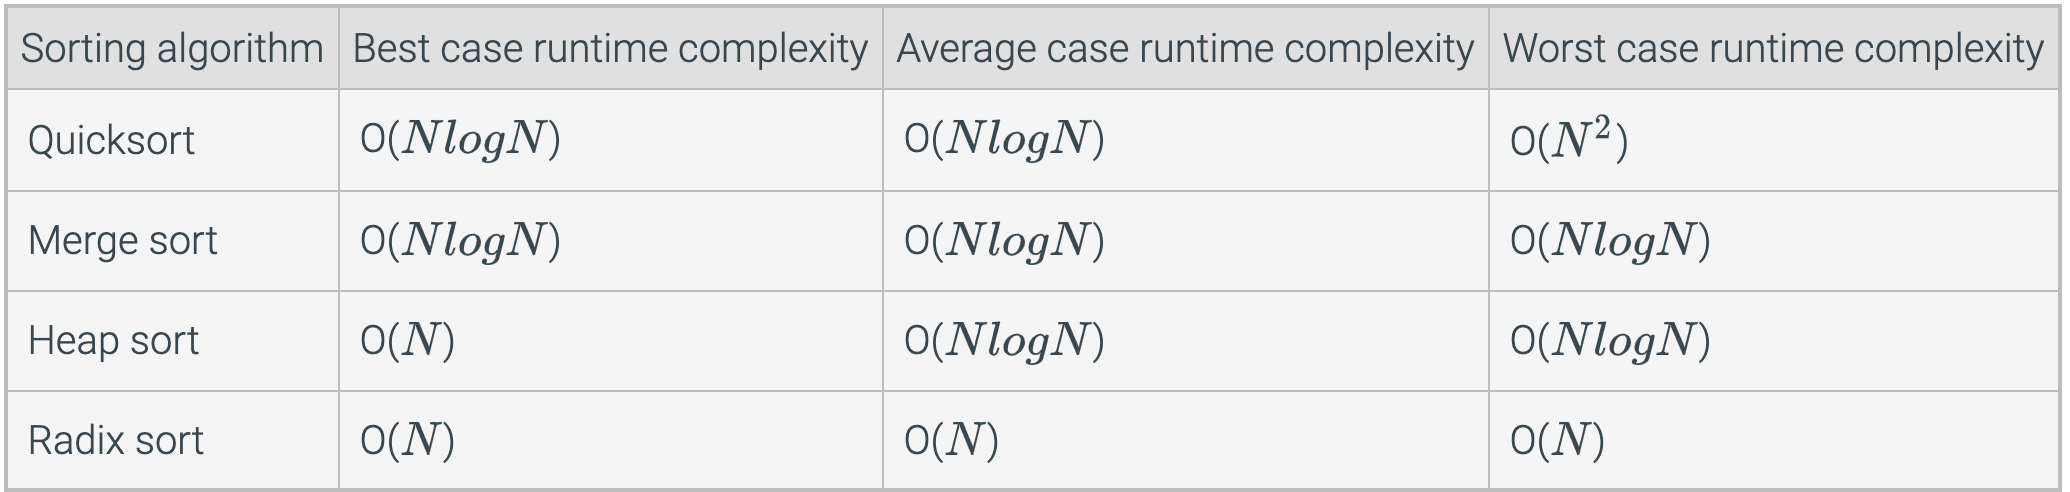 Sorting algorithm Best case runtime complexity Average case runtime complexity Worst case runtime complexity
Quicksort O(NlogN) O(NlogN) O(N²)
Merge sort O(NlogN) O(NlogN) O(NlogN)
Heap sort O(N) O(NlogN) O(NlogN)
Radix sort O(N) O(N) O(N)